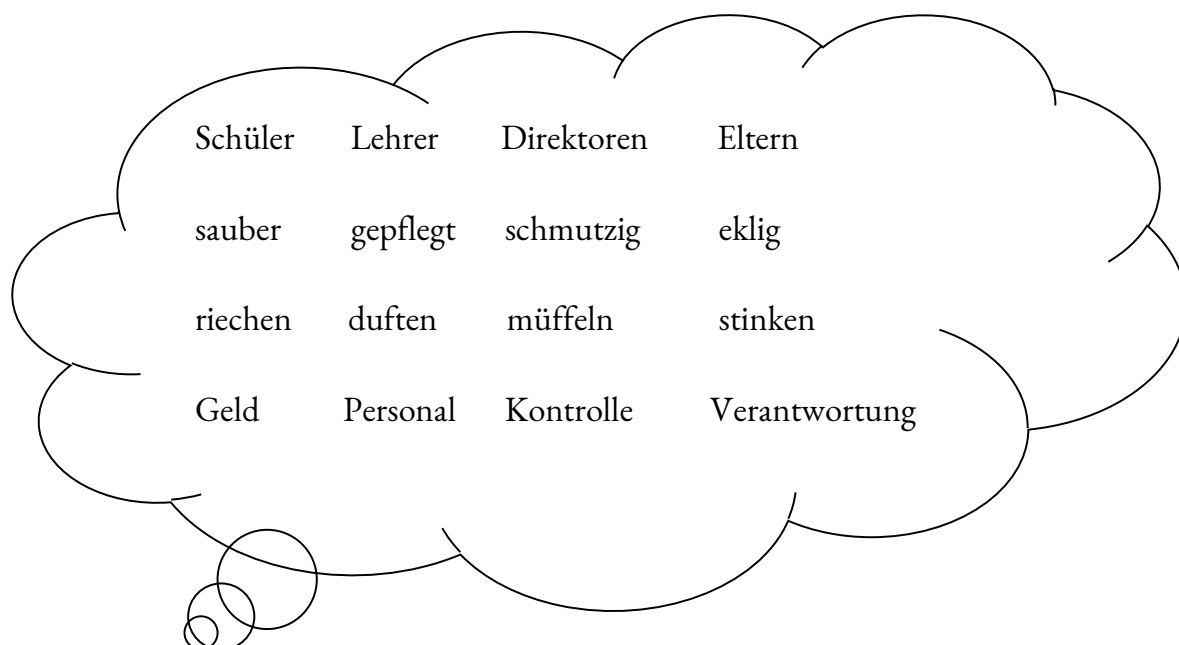 Schüler Lehrer Direktoren Eltern
sauber gepflegt schmutzig eklig
riechen duften müffeln stinken
Geld Personal Kontrolle Verantwortung